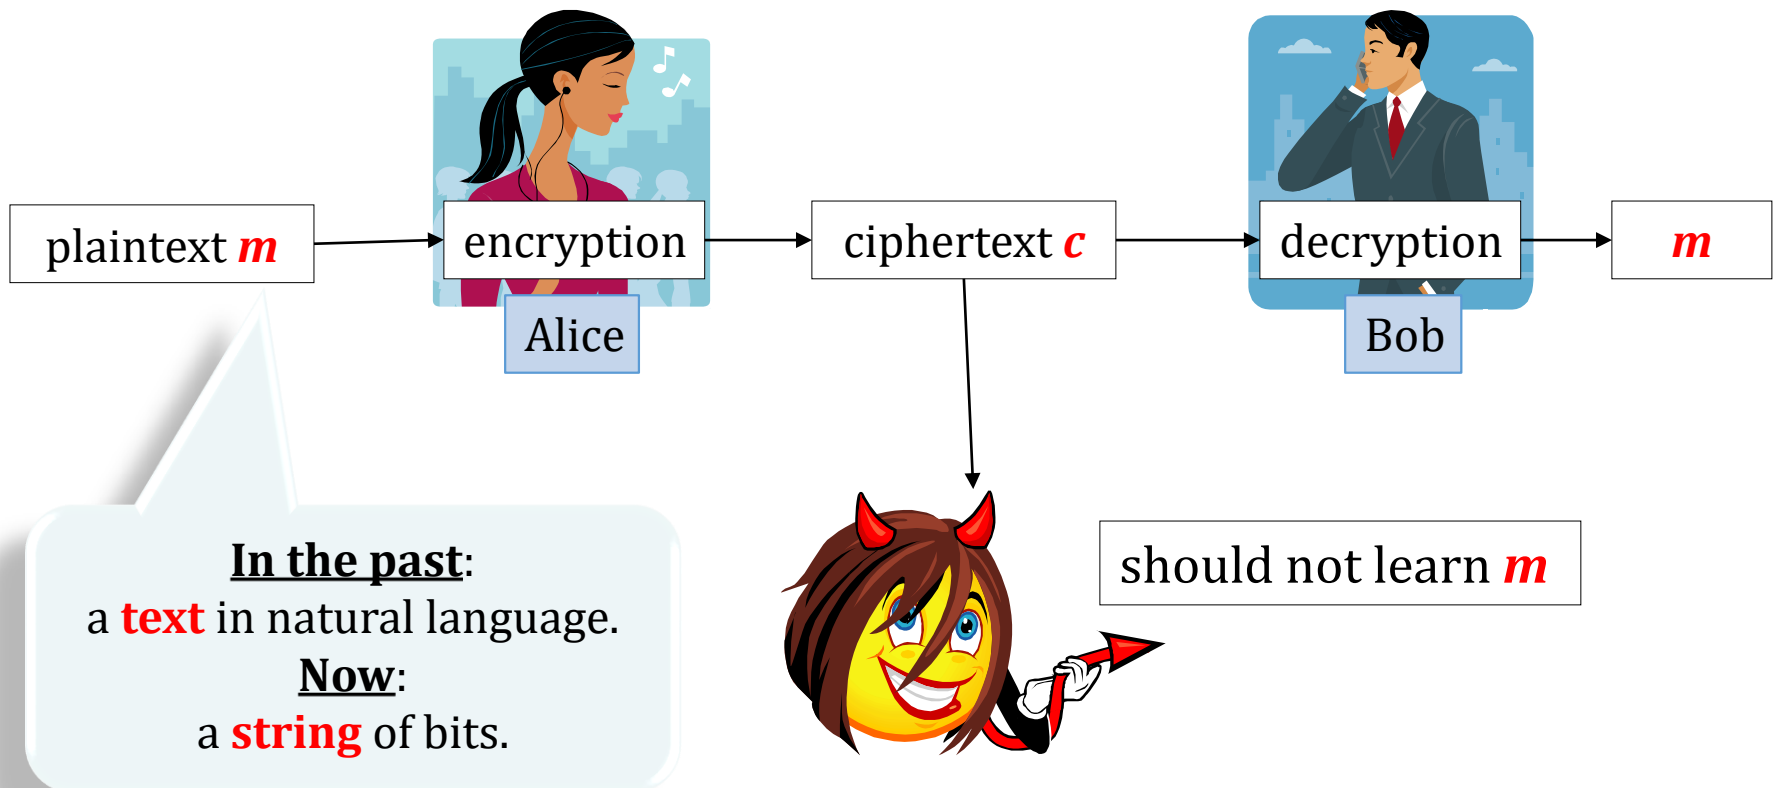 plaintext m
encryption
ciphertext c
decryption
m
Alice
Bob
In the past:
a text in natural language.
Now:
a string of bits.
should not learn m